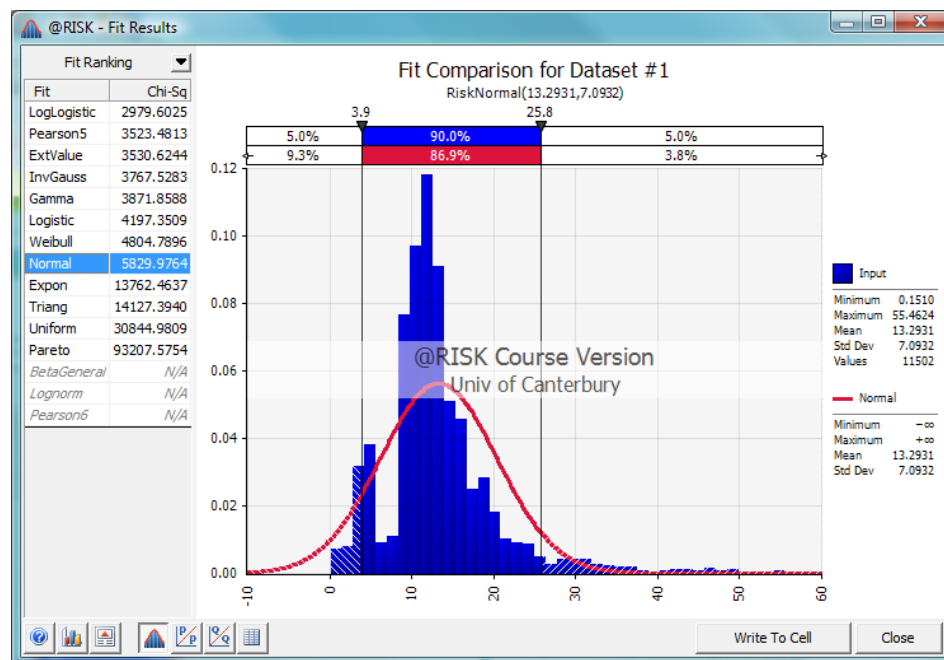 @RISK - Fit Results
Fit Ranking
Fit Chi-Sq
LogLogistic 2979.6025
Pearson5 3523.4813
ExtValue 3530.6244
InvGauss 3767.5283
Gamma 3871.8588
Logistic 4197.3509
Weibull 4804.7896
Normal 5829.9764
Expon 13762.4637
Triang 14127.3940
Uniform 30844.9809
Pareto 93207.5754
BetaGeneral N/A
Lognorm N/A
Pearson6 N/A
Fit Comparison for Dataset #1
RiskNormal(13.2931,7.0932)
3.9 25.8
5.0% 90.0% 5.0%
9.3% 86.9% 3.8%
0.12
0.10
0.08
0.06
0.04
0.02
0.00
-10 0 10 20 30 40 50 60
@RISK Course Version
Univ of Canterbury
Input
Minimum 0.1510
Maximum 55.4624
Mean 13.2931
Std Dev 7.0932
Values 11502
Normal
Minimum −∞
Maximum +∞
Mean 13.2931
Std Dev 7.0932
? P/P Q/Q
Write To Cell Close